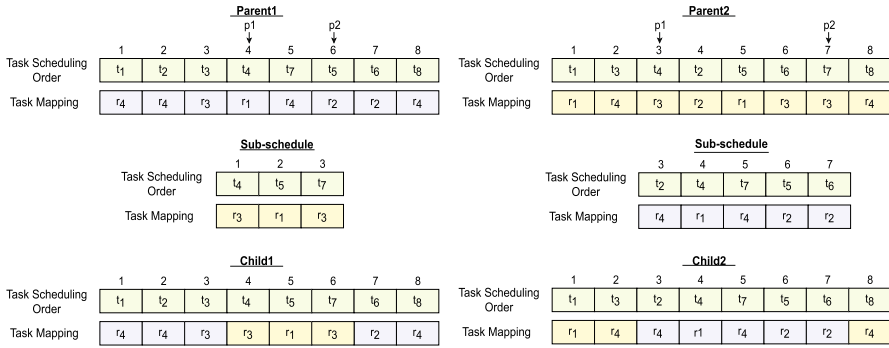 Parent1
p1 p2
1 2 3 4 5 6 7 8
Task Scheduling Order t1 t2 t3 t4 t7 t5 t6 t8
Task Mapping r4 r4 r3 r1 r4 r2 r2 r4
Parent2
p1 p2
1 2 3 4 5 6 7 8
Task Scheduling Order t1 t3 t4 t2 t5 t6 t7 t8
Task Mapping r1 r4 r3 r2 r1 r3 r3 r4
Sub-schedule
1 2 3
Task Scheduling Order t4 t5 t7
Task Mapping r3 r1 r3
Sub-schedule
3 4 5 6 7
Task Scheduling Order t2 t4 t7 t5 t6
Task Mapping r4 r1 r4 r2 r2
Child1
1 2 3 4 5 6 7 8
Task Scheduling Order t1 t2 t3 t4 t5 t7 t6 t8
Task Mapping r4 r4 r3 r3 r1 r3 r2 r4
Child2
1 2 3 4 5 6 7 8
Task Scheduling Order t1 t3 t2 t4 t7 t5 t6 t8
Task Mapping r1 r4 r4 r1 r4 r2 r2 r4